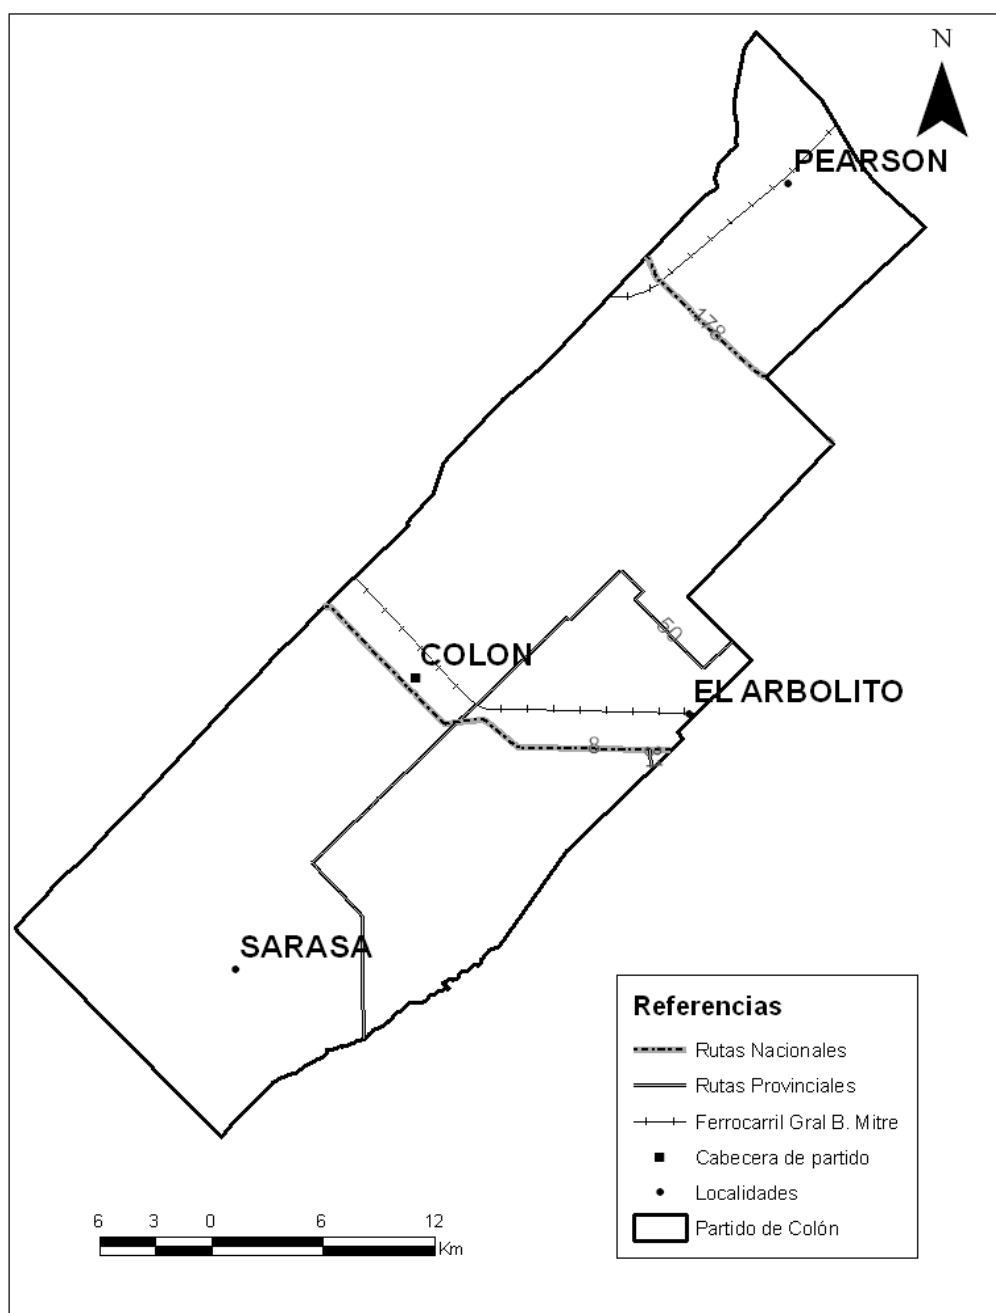 N
PEARSON
178
50
COLON
EL ARBOLITO
8
SARASA
Referencias
Rutas Nacionales
Rutas Provinciales
Ferrocarril Gral B. Mitre
Cabecera de partido
Localidades
Partido de Colón
6 3 0 6 12
Km